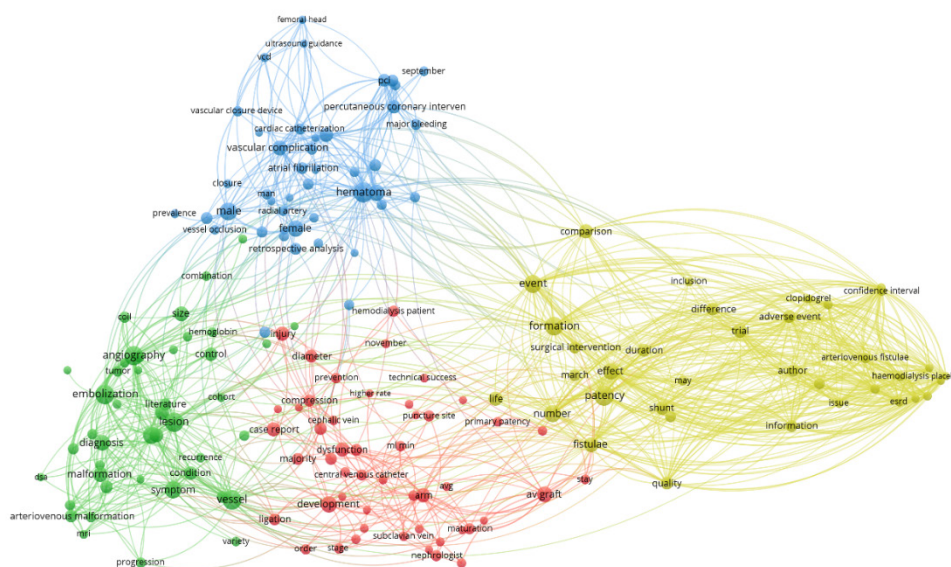 femoral head
ultrasound guidance
vcd
september
pci
percutaneous coronary interven
vascular closure device
major bleeding
cardiac catheterization
vascular complication
atrial fibrillation
closure
man
hematoma
prevalence
male
radial artery
vessel occlusion
female
retrospective analysis
comparison
combination
event
inclusion
confidence interval
clopidogrel
coil
size
hemodialysis patient
difference
adverse event
formation
trial
hemoglobin
injury
angiography
control
november
surgical intervention
duration
arteriovenous fistulae
diameter
tumor
prevention
technical success
march
effect
author
haemodialysis place
may
embolization
cohort
compression
higher rate
life
patency
issue
esrd
literature
cephalic vein
puncture site
number
shunt
lesion
case report
primary patency
information
diagnosis
dysfunction
ml min
fistulae
recurrence
majority
malformation
condition
central venous catheter
stay
dsa
symptom
avg
quality
vessel
development
arm
av graft
arteriovenous malformation
ligation
mri
variety
subclavian vein
maturation
order
stage
nephrologist
progression